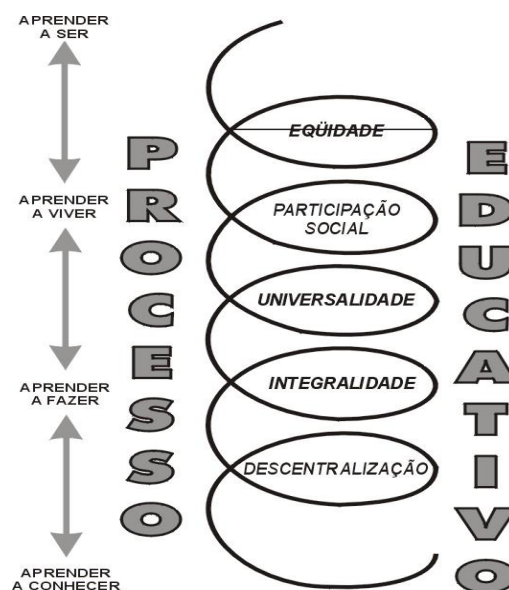 APRENDER
A SER
APRENDER
A VIVER
APRENDER
A FAZER
APRENDER
A CONHECER
PROCESSO
EQÜIDADE
PARTICIPAÇÃO
SOCIAL
UNIVERSALIDADE
INTEGRALIDADE
DESCENTRALIZAÇÃO
EDUCATIVO